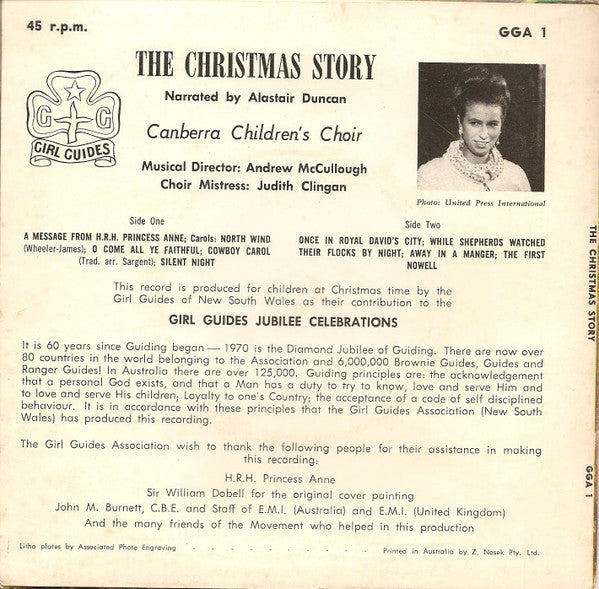 45 r.p.m.
GGA 1
THE CHRISTMAS STORY
Narrated by Alastair Duncan
Canberra Children's Choir
Musical Director: Andrew McCullough
Choir Mistress: Judith Clingan
G G
GIRL GUIDES
Photo: United Press International
Side One
A MESSAGE FROM H.R.H. PRINCESS ANNE; Carols: NORTH WIND
(Wheeler-James); O COME ALL YE FAITHFUL; COWBOY CAROL
(Trad. arr. Sargent); SILENT NIGHT
Side Two
ONCE IN ROYAL DAVID'S CITY; WHILE SHEPHERDS WATCHED
THEIR FLOCKS BY NIGHT; AWAY IN A MANGER; THE FIRST
NOWELL
This record is produced for children at Christmas time by the
Girl Guides of New South Wales as their contribution to the
GIRL GUIDES JUBILEE CELEBRATIONS
It is 60 years since Guiding began — 1970 is the Diamond Jubilee of Guiding. There are now over
80 countries in the world belonging to the Association and 6,000,000 Brownie Guides, Guides and
Ranger Guides! In Australia there are over 125,000. Guiding principles are: the acknowledgement
that a personal God exists, and that a Man has a duty to try to know, love and serve Him and
to love and serve His children; Loyalty to one's Country; the acceptance of a code of self disciplined
behaviour. It is in accordance with these principles that the Girl Guides Association (New South
Wales) has produced this recording.
The Girl Guides Association wish to thank the following people for their assistance in making
this recording:
H.R.H. Princess Anne
Sir William Dobell for the original cover painting
John M. Burnett, C.B.E. and Staff of E.M.I. (Australia) and E.M.I. (United Kingdom)
And the many friends of the Movement who helped in this production
Litho plates by Associated Photo Engraving . . . . . . . . . Printed in Australia by Z. Nosek Pty. Ltd.
THE CHRISTMAS STORY
GGA 1